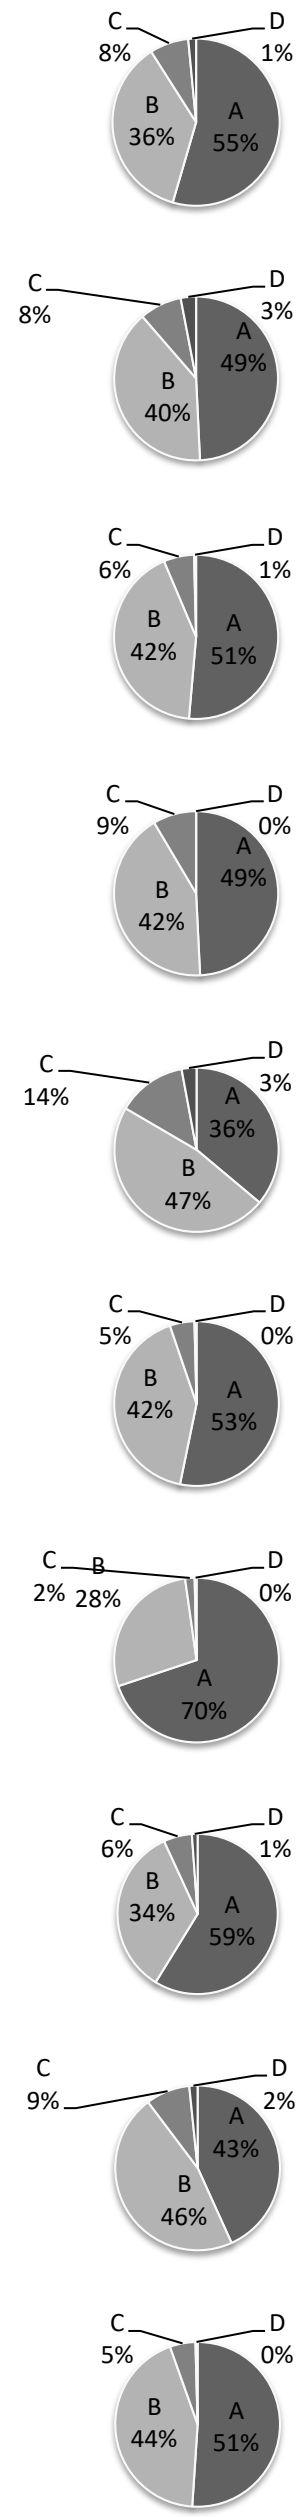 C D
8% 1%
B A
36% 55%
C D
8% 3%
A
49%
B
40%
C D
6% 1%
B A
42% 51%
C D
9% 0%
A
49%
B
42%
C D
14% 3%
A
36%
B
47%
C D
5% 0%
B A
42% 53%
C B D
2% 28% 0%
A
70%
C D
6% 1%
B A
34% 59%
C D
9% 2%
A
43%
B
46%
C D
5% 0%
B A
44% 51%